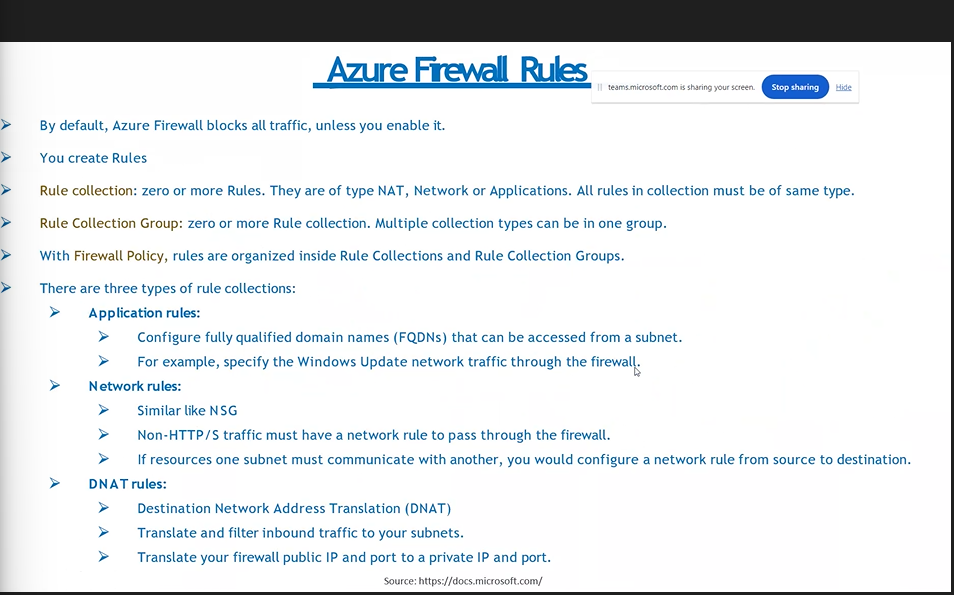 Azure Firewall Rules
teams.microsoft.com is sharing your screen. Stop sharing Hide
By default, Azure Firewall blocks all traffic, unless you enable it.
You create Rules
Rule collection: zero or more Rules. They are of type NAT, Network or Applications. All rules in collection must be of same type.
Rule Collection Group: zero or more Rule collection. Multiple collection types can be in one group.
With Firewall Policy, rules are organized inside Rule Collections and Rule Collection Groups.
There are three types of rule collections:
Application rules:
Configure fully qualified domain names (FQDNs) that can be accessed from a subnet.
For example, specify the Windows Update network traffic through the firewall.
Network rules:
Similar like NSG
Non-HTTP/S traffic must have a network rule to pass through the firewall.
If resources one subnet must communicate with another, you would configure a network rule from source to destination.
DNAT rules:
Destination Network Address Translation (DNAT)
Translate and filter inbound traffic to your subnets.
Translate your firewall public IP and port to a private IP and port.
Source: https://docs.microsoft.com/